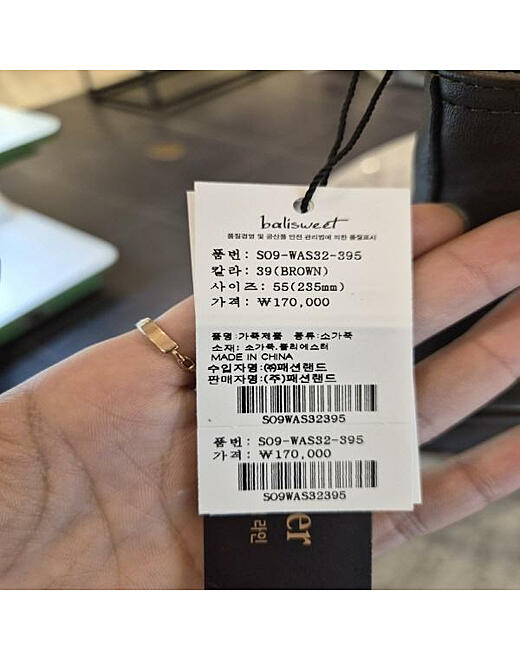 balisweet
품질경영 및 공산품 안전 관리법에 의한 품질표시
품번: SO9-WAS32-395
칼라: 39(BROWN)
사이즈: 55(235mm)
가격: ₩170,000
품명:가죽제품 종류:소가죽
소재: 소가죽.폴리에스터
MADE IN CHINA
수입자명:㈜패션랜드
판매자명:(주)패션랜드
SO9WAS32395
품번: SO9-WAS32-395
가격: ₩170,000
SO9WAS32395
er
라인